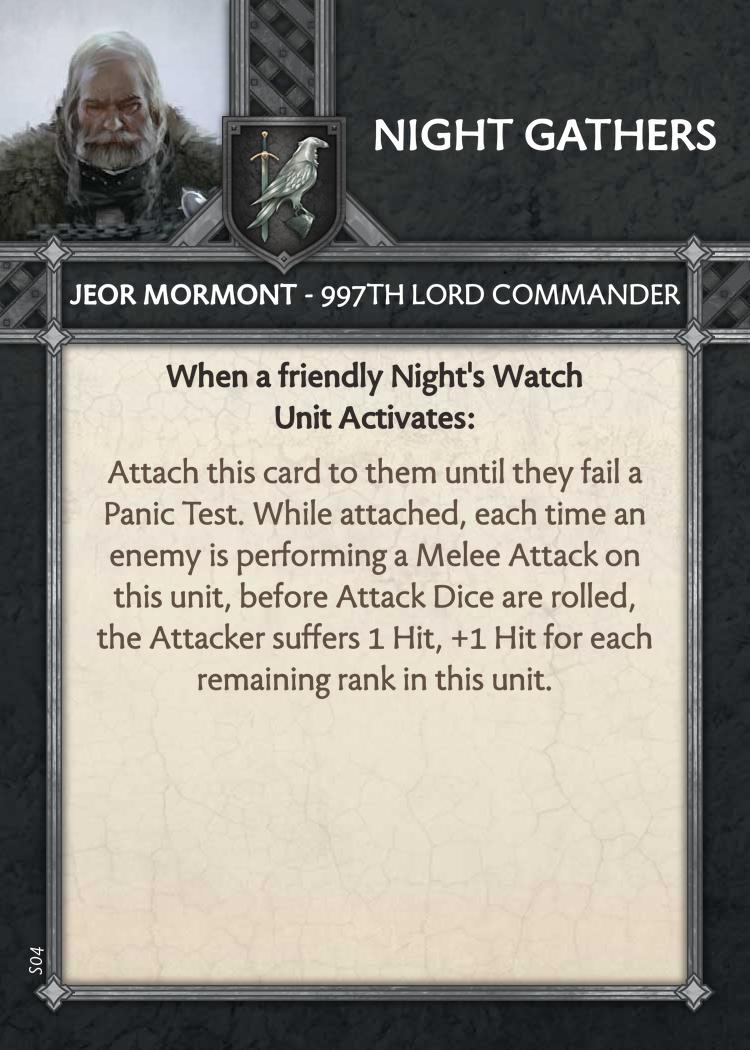 NIGHT GATHERS
JEOR MORMONT - 997TH LORD COMMANDER
When a friendly Night's Watch
Unit Activates:
Attach this card to them until they fail a
Panic Test. While attached, each time an
enemy is performing a Melee Attack on
this unit, before Attack Dice are rolled,
the Attacker suffers 1 Hit, +1 Hit for each
remaining rank in this unit.
S04